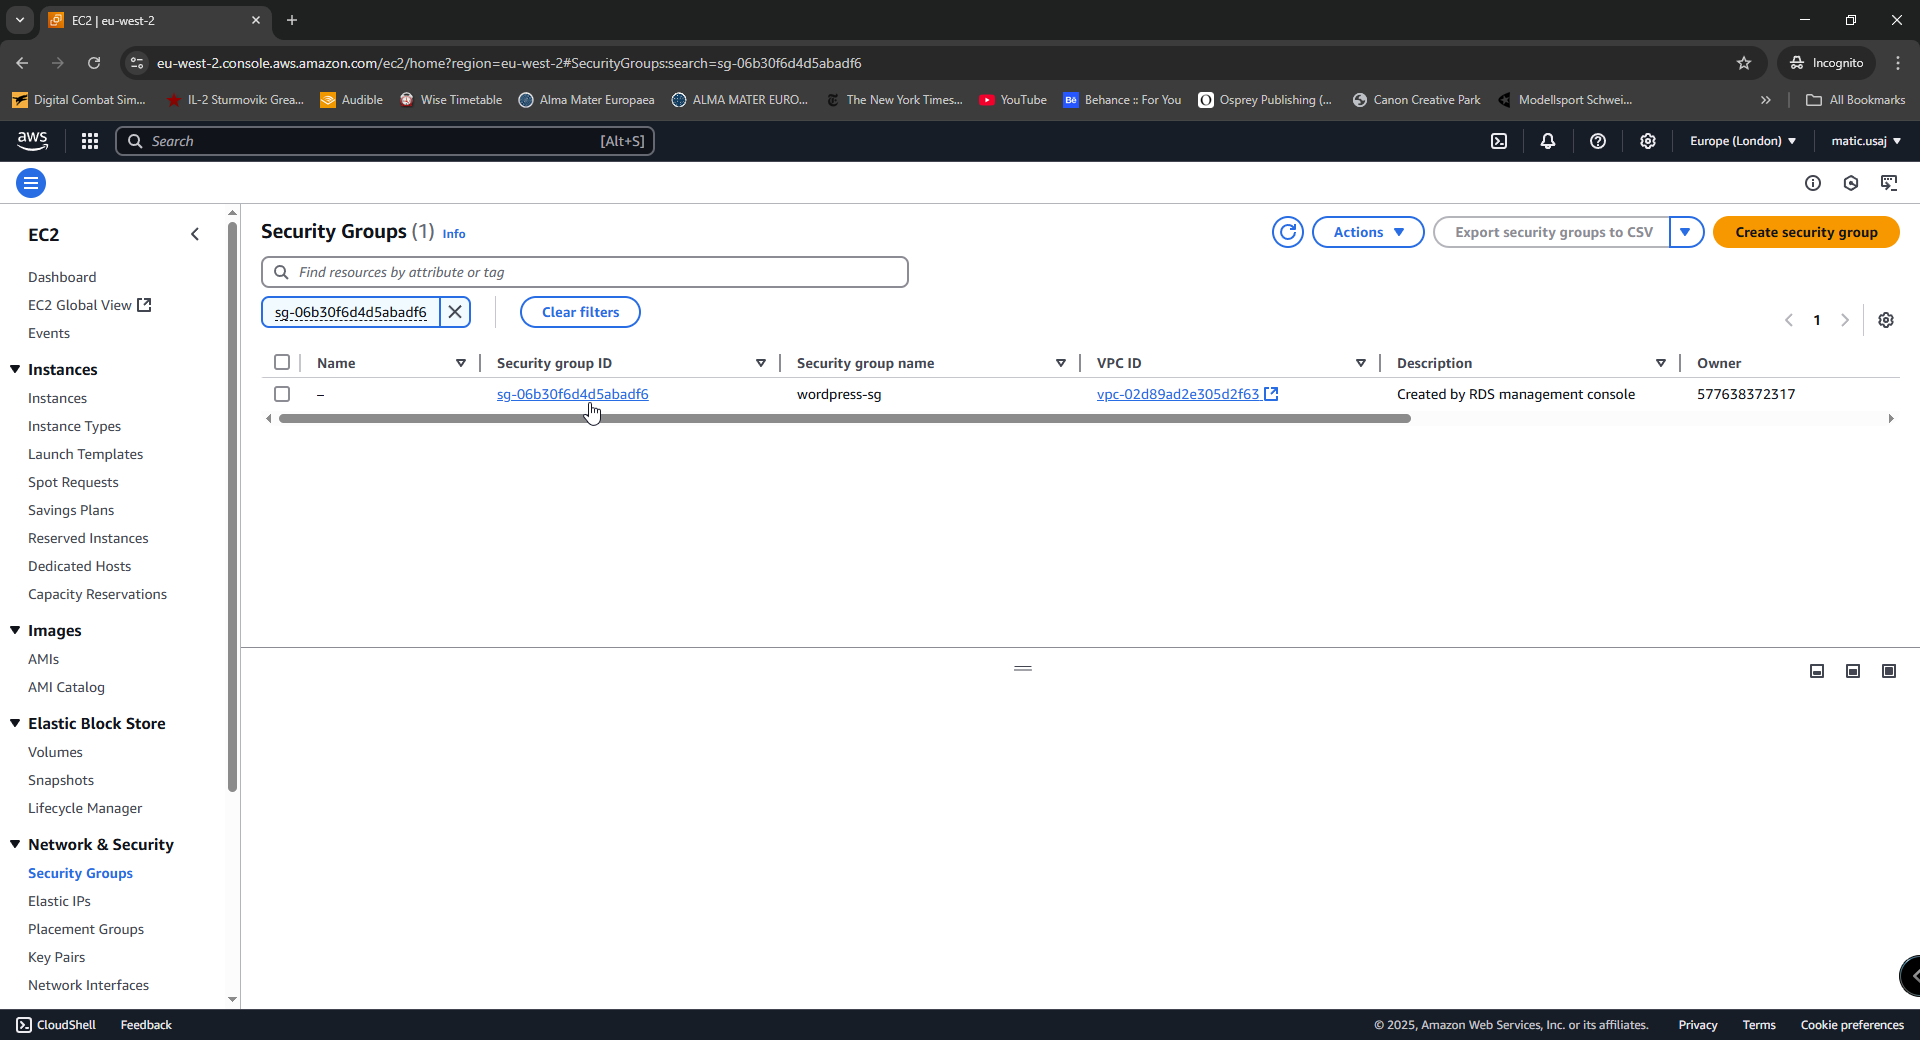 EC2 | eu-west-2
eu-west-2.console.aws.amazon.com/ec2/home?region=eu-west-2#SecurityGroups:search=sg-06b30f6d4d5abadf6
Incognito
Digital Combat Sim...
IL-2 Sturmovik: Grea...
Audible
Wise Timetable
Alma Mater Europaea
ALMA MATER EURO...
The New York Times...
YouTube
Bē Behance :: For You
Osprey Publishing (...
Canon Creative Park
Modellsport Schwei...
All Bookmarks
aws
Search
[Alt+S]
Europe (London)
matic.usaj
EC2
Dashboard
EC2 Global View
Events
Instances
Instances
Instance Types
Launch Templates
Spot Requests
Savings Plans
Reserved Instances
Dedicated Hosts
Capacity Reservations
Images
AMIs
AMI Catalog
Elastic Block Store
Volumes
Snapshots
Lifecycle Manager
Network & Security
Security Groups
Elastic IPs
Placement Groups
Key Pairs
Network Interfaces
Security Groups (1) Info
Actions
Export security groups to CSV
Create security group
Find resources by attribute or tag
sg-06b30f6d4d5abadf6
Clear filters
1
Name Security group ID Security group name VPC ID Description Owner
– sg-06b30f6d4d5abadf6 wordpress-sg vpc-02d89ad2e305d2f63 Created by RDS management console 577638372317
CloudShell
Feedback
© 2025, Amazon Web Services, Inc. or its affiliates.
Privacy
Terms
Cookie preferences